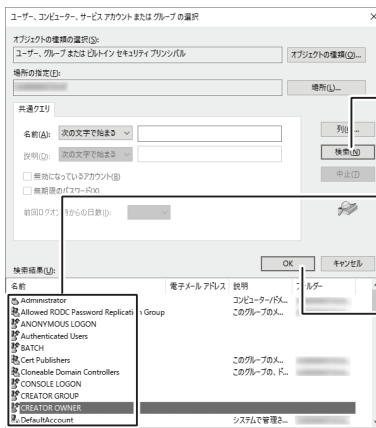 ユーザー、コンピューター、サービス アカウント または グループ の選択
オブジェクトの種類の選択(S):
ユーザー、グループ または ビルトイン セキュリティ プリンシパル
オブジェクトの種類(O)...
場所の指定(F):
場所(L)...
共通クエリ
名前(A): 次の文字で始まる
説明(D): 次の文字で始まる
無効になっているアカウント(B)
無期限のパスワード(X)
前回ログオン時からの日数(I):
検索(N)
中止(T)
OK キャンセル
検索結果(U):
名前 電子メール アドレス 説明 フォルダー
Administrator コンピューター/ドメ...
Allowed RODC Password Replication Group このグループのメ...
ANONYMOUS LOGON
Authenticated Users
BATCH
Cert Publishers このグループのメ...
Cloneable Domain Controllers このグループの、ド...
CONSOLE LOGON
CREATOR GROUP
CREATOR OWNER
DefaultAccount システムで管理さ...